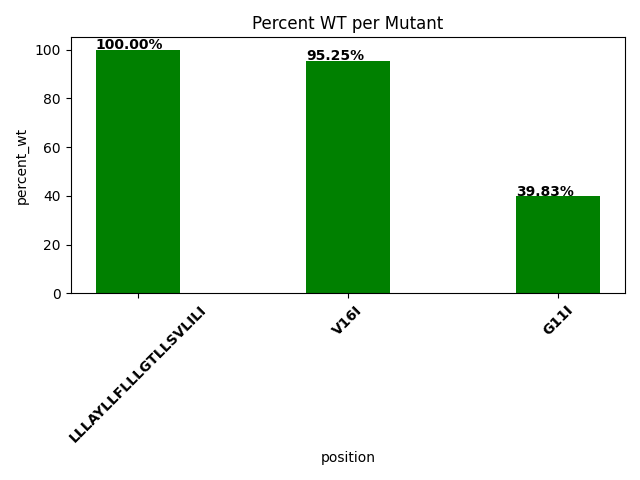 Percent WT per Mutant
percent_wt
100
80
60
40
20
0
100.00%
95.25%
39.83%
LLLAYLLFLLLGTLLSVLILI
V16I
G11I
position